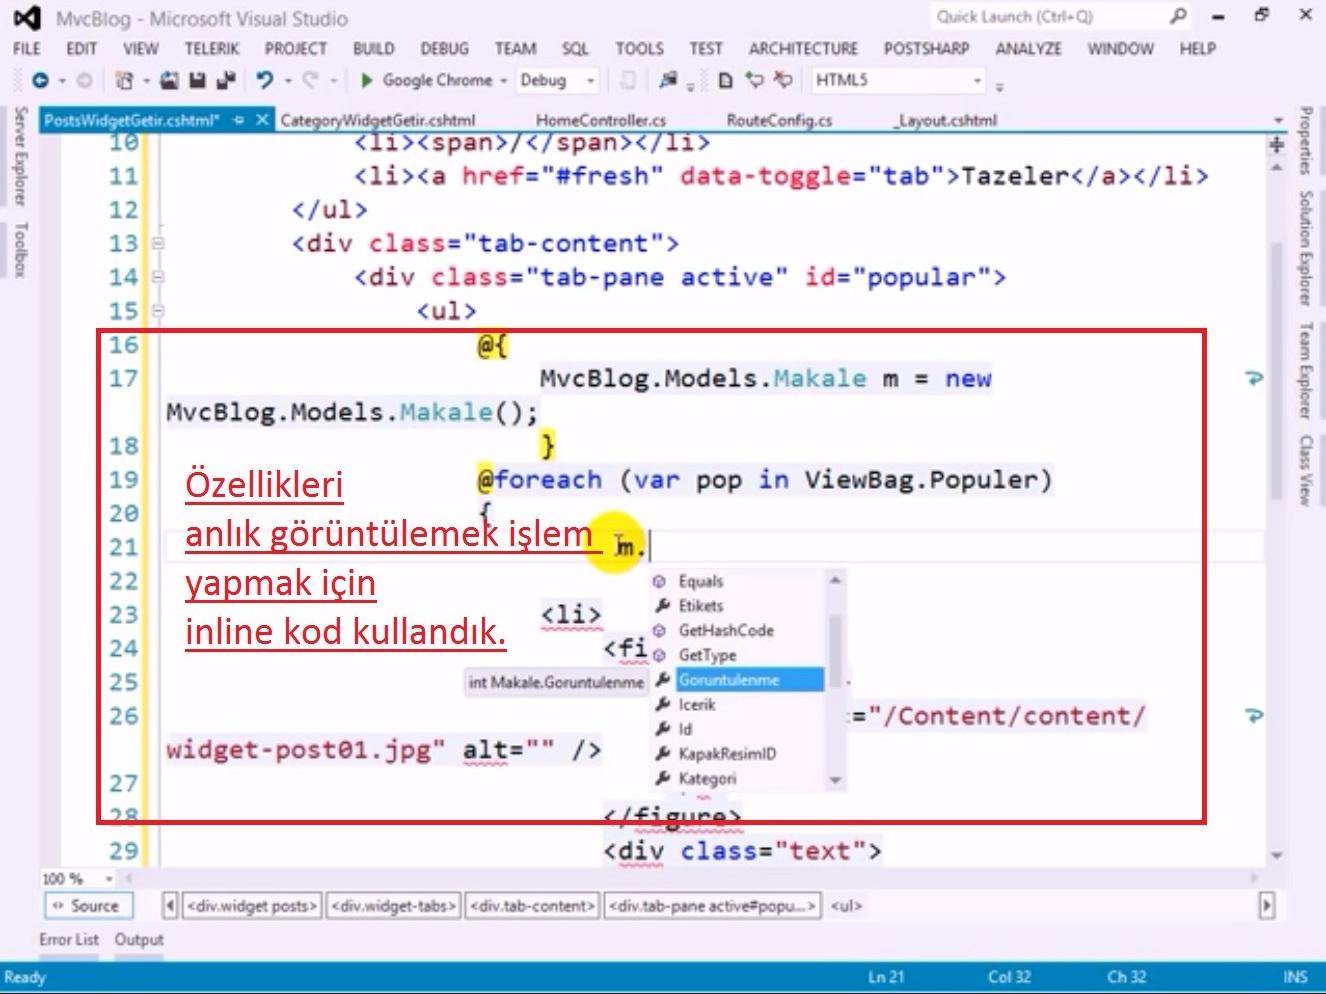 MvcBlog - Microsoft Visual Studio
Quick Launch (Ctrl+Q)
FILE EDIT VIEW TELERIK PROJECT BUILD DEBUG TEAM SQL TOOLS TEST ARCHITECTURE POSTSHARP ANALYZE WINDOW HELP
Google Chrome Debug HTML5
Server Explorer
Toolbox
PostsWidgetGetir.cshtml* CategoryWidgetGetir.cshtml HomeController.cs RouteConfig.cs _Layout.cshtml
Properties
Solution Explorer
Team Explorer
Class View
10 <li><span>/</span></li>
11 <li><a href="#fresh" data-toggle="tab">Tazeler</a></li>
12 </ul>
13 <div class="tab-content">
14 <div class="tab-pane active" id="popular">
15 <ul>
16 @{
17 MvcBlog.Models.Makale m = new
MvcBlog.Models.Makale();
18 }
19 @foreach (var pop in ViewBag.Populer)
20 {
21 m.
22
23 <li>
24 <fi
25
26 ="/Content/content/
widget-post01.jpg" alt="" />
27
28 </figure>
29 <div class="text">
Özellikleri
anlık görüntülemek işlem
yapmak için
inline kod kullandık.
Equals
Etikets
GetHashCode
GetType
Goruntulenme
Icerik
Id
KapakResimID
Kategori
int Makale.Goruntulenme
100 %
Source <div.widget posts> <div.widget-tabs> <div.tab-content> <div.tab-pane active#popu...> <ul>
Error List Output
Ready Ln 21 Col 32 Ch 32 INS